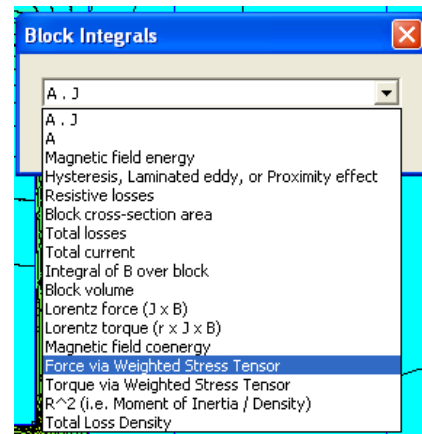 Block Integrals
A . J
A . J
A
Magnetic field energy
Hysteresis, Laminated eddy, or Proximity effect
Resistive losses
Block cross-section area
Total losses
Total current
Integral of B over block
Block volume
Lorentz force (J x B)
Lorentz torque (r x J x B)
Magnetic field coenergy
Force via Weighted Stress Tensor
Torque via Weighted Stress Tensor
R^2 (i.e. Moment of Inertia / Density)
Total Loss Density